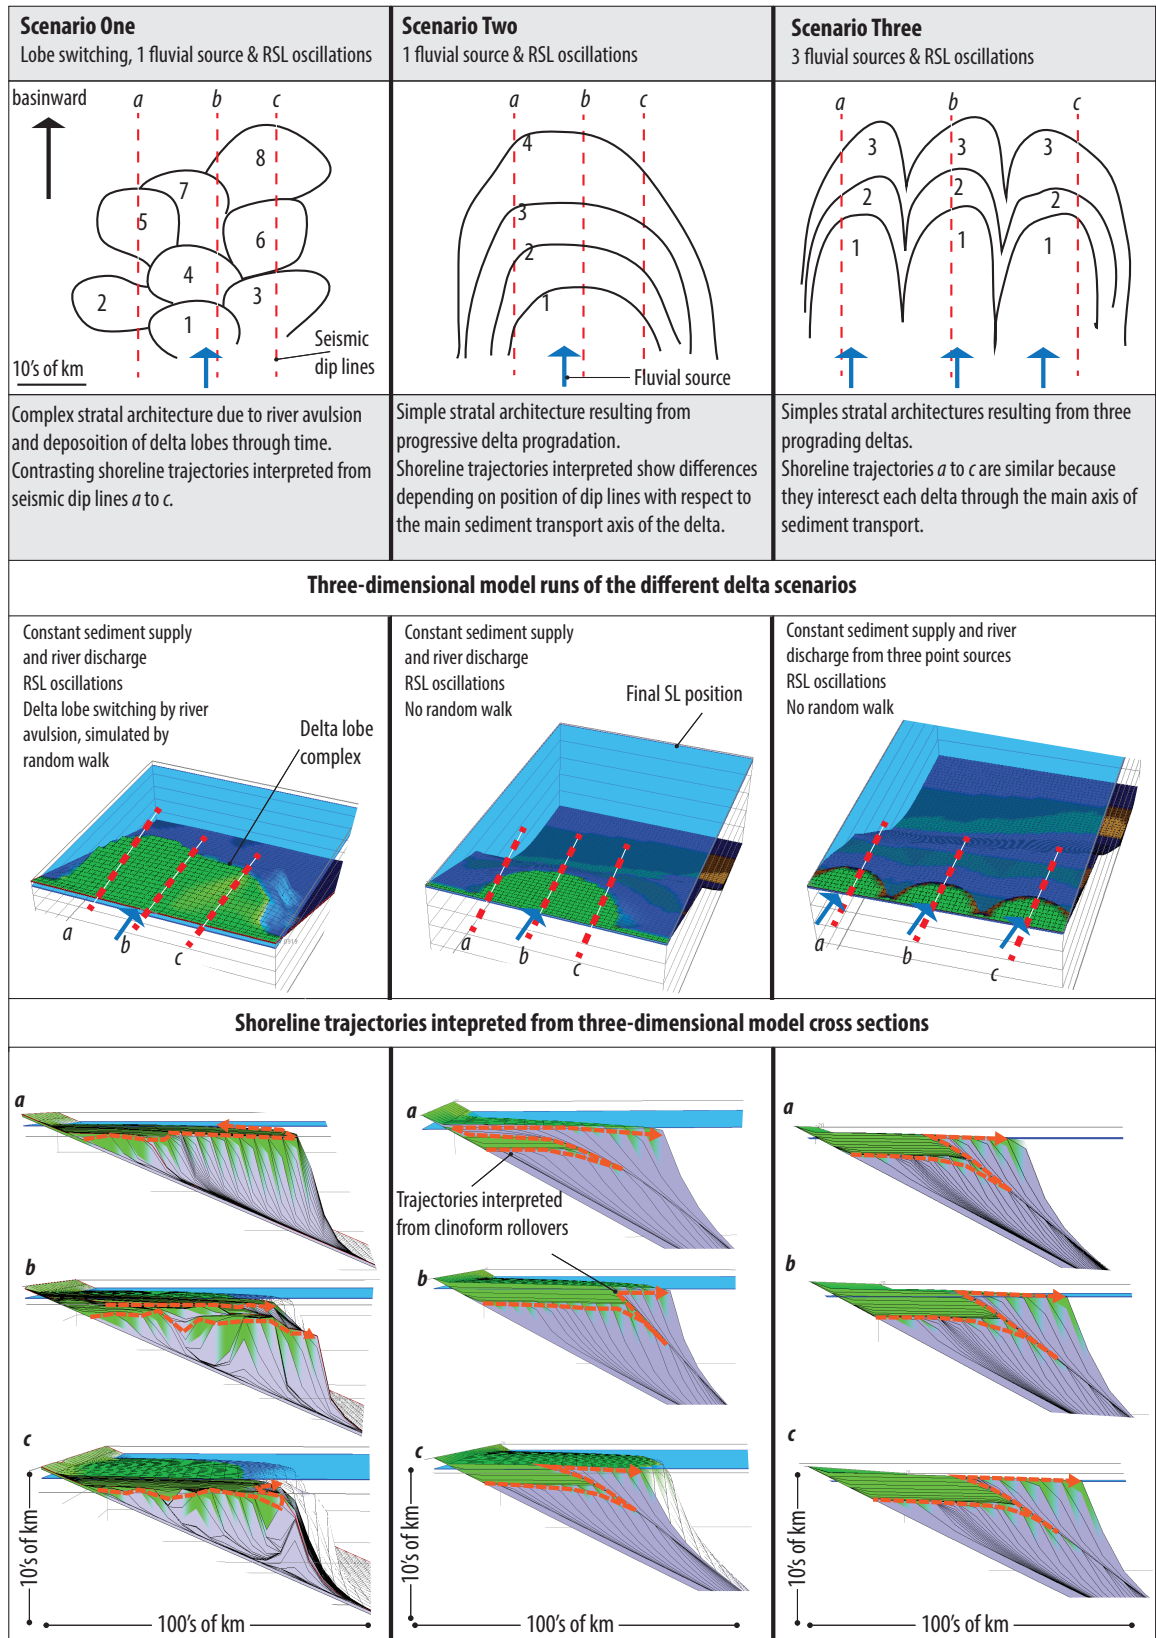 Scenario One
Lobe switching, 1 fluvial source & RSL oscillations
Scenario Two
1 fluvial source & RSL oscillations
Scenario Three
3 fluvial sources & RSL oscillations
basinward
a b c
8
7
5
6
4
2
3
1
Seismic
dip lines
10's of km
a b c
4
3
2
1
Fluvial source
a b c
3 3 3
2 2 2
1 1 1
Complex stratal architecture due to river avulsion
and deposoition of delta lobes through time.
Contrasting shoreline trajectories interpreted from
seismic dip lines a to c.
Simple stratal architecture resulting from
progressive delta progradation.
Shoreline trajectories interpreted show differences
depending on position of dip lines with respect to
the main sediment transport axis of the delta.
Simples stratal architectures resulting from three
prograding deltas.
Shoreline trajectories a to c are similar because
they interesct each delta through the main axis of
sediment transport.
Three-dimensional model runs of the different delta scenarios
Constant sediment supply
and river discharge
RSL oscillations
Delta lobe switching by river
avulsion, simulated by
random walk
Delta lobe
complex
a
b
c
Constant sediment supply
and river discharge
RSL oscillations
No random walk
Final SL position
a
b
c
Constant sediment supply and river
discharge from three point sources
RSL oscillations
No random walk
a
b
c
Shoreline trajectories intepreted from three-dimensional model cross sections
a
b
c
10's of km
100's of km
a
Trajectories interpreted
from clinoform rollovers
b
c
10's of km
100's of km
a
b
c
10's of km
100's of km